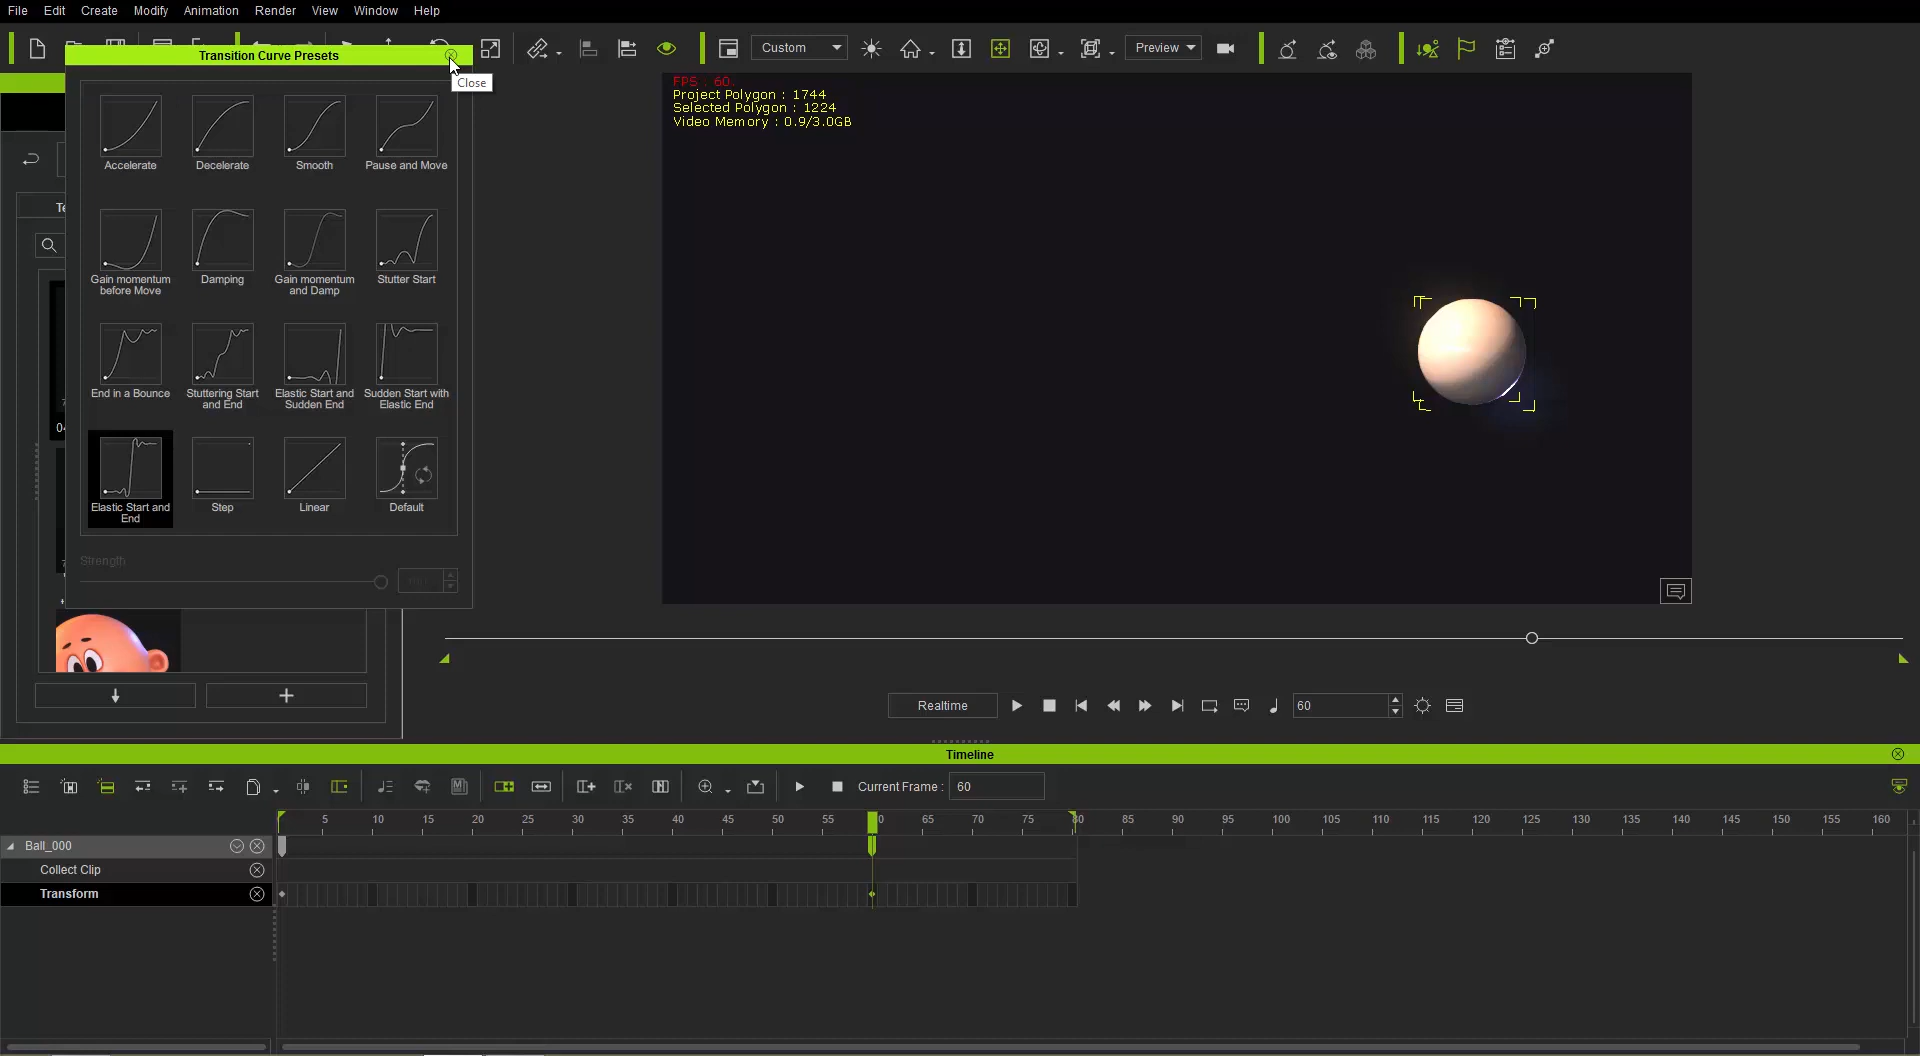 File Edit Create Modify Animation Render View Window Help
Transition Curve Presets
Close
Custom
Preview
FPS : 60.
Project Polygon : 1744
Selected Polygon : 1224
Video Memory : 0.9/3.0GB
Accelerate
Decelerate
Smooth
Pause and Move
Gain momentum
before Move
Damping
Gain momentum
and Damp
Stutter Start
End in a Bounce
Stuttering Start
and End
Elastic Start and
Sudden End
Sudden Start with
Elastic End
Elastic Start and
End
Step
Linear
Default
Strength
Realtime
60
Timeline
Current Frame :
60
5 10 15 20 25 30 35 40 45 50 55 0 65 70 75 80 85 90 95 100 105 110 115 120 125 130 135 140 145 150 155 160
Ball_000
Collect Clip
Transform